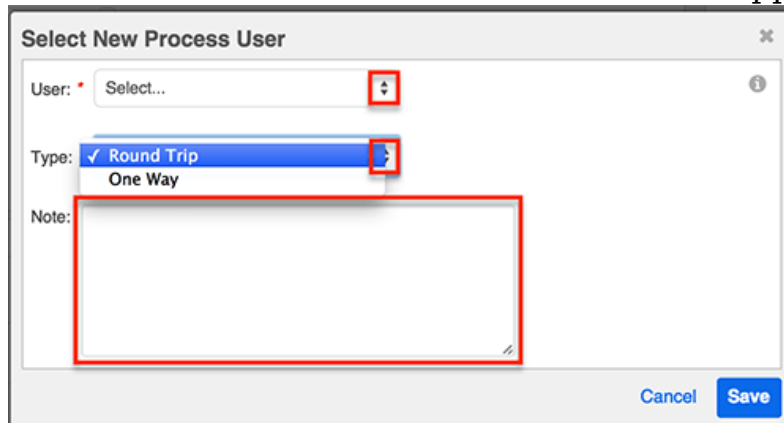 Select New Process User
User: * Select...
Type: ✓ Round Trip
One Way
Note:
Cancel Save